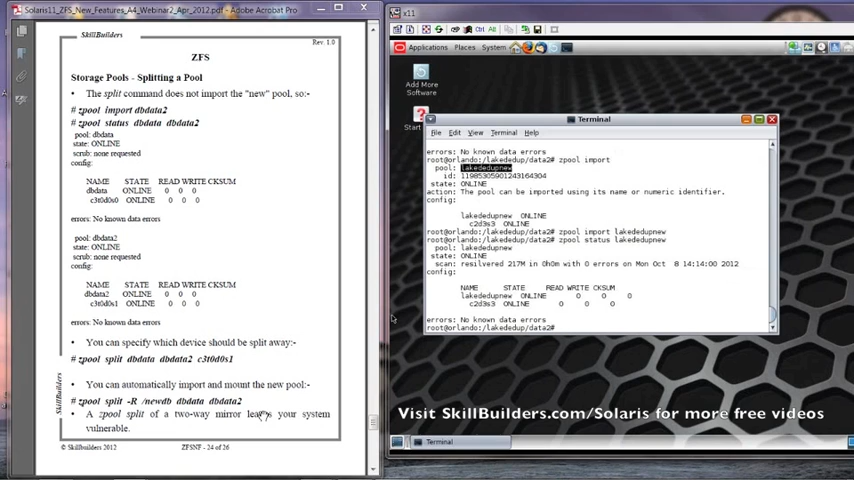 Solaris11_ZFS_New_Features_A4_Webinar2_Apr_2012.pdf - Adobe Acrobat Pro
SkillBuilders
Rev. 1.0
ZFS
Storage Pools - Splitting a Pool
• The split command does not import the "new" pool, so:-
# zpool import dbdata2
# zpool status dbdata dbdata2
pool: dbdata
state: ONLINE
scrub: none requested
config:
NAME STATE READ WRITE CKSUM
dbdata ONLINE 0 0 0
c3t0d0s0 ONLINE 0 0 0
errors: No known data errors
pool: dbdata2
state: ONLINE
scrub: none requested
config:
NAME STATE READ WRITE CKSUM
dbdata2 ONLINE 0 0 0
c3t0d0s1 ONLINE 0 0 0
errors: No known data errors
• You can specify which device should be split away:-
# zpool split dbdata dbdata2 c3t0d0s1
• You can automatically import and mount the new pool:-
# zpool split -R /newdb dbdata dbdata2
• A zpool split of a two-way mirror leaves your system
vulnerable.
SkillBuilders
© SkillBuilders 2012
ZFSNF - 24 of 26
x11
Ctrl Alt
Applications Places System
Add More
Software
Start
Terminal
File Edit View Terminal Help
errors: No known data errors
root@orlando:/lakededup/data2# zpool import
pool: lakededupnew
id: 11985305901243164304
state: ONLINE
action: The pool can be imported using its name or numeric identifier.
config:
lakededupnew ONLINE
c2d3s3 ONLINE
root@orlando:/lakededup/data2# zpool import lakededupnew
root@orlando:/lakededup/data2# zpool status lakededupnew
pool: lakededupnew
state: ONLINE
scan: resilvered 217M in 0h0m with 0 errors on Mon Oct 8 14:14:00 2012
config:
NAME STATE READ WRITE CKSUM
lakededupnew ONLINE 0 0 0
c2d3s3 ONLINE 0 0 0
errors: No known data errors
root@orlando:/lakededup/data2#
Visit SkillBuilders.com/Solaris for more free videos
Terminal